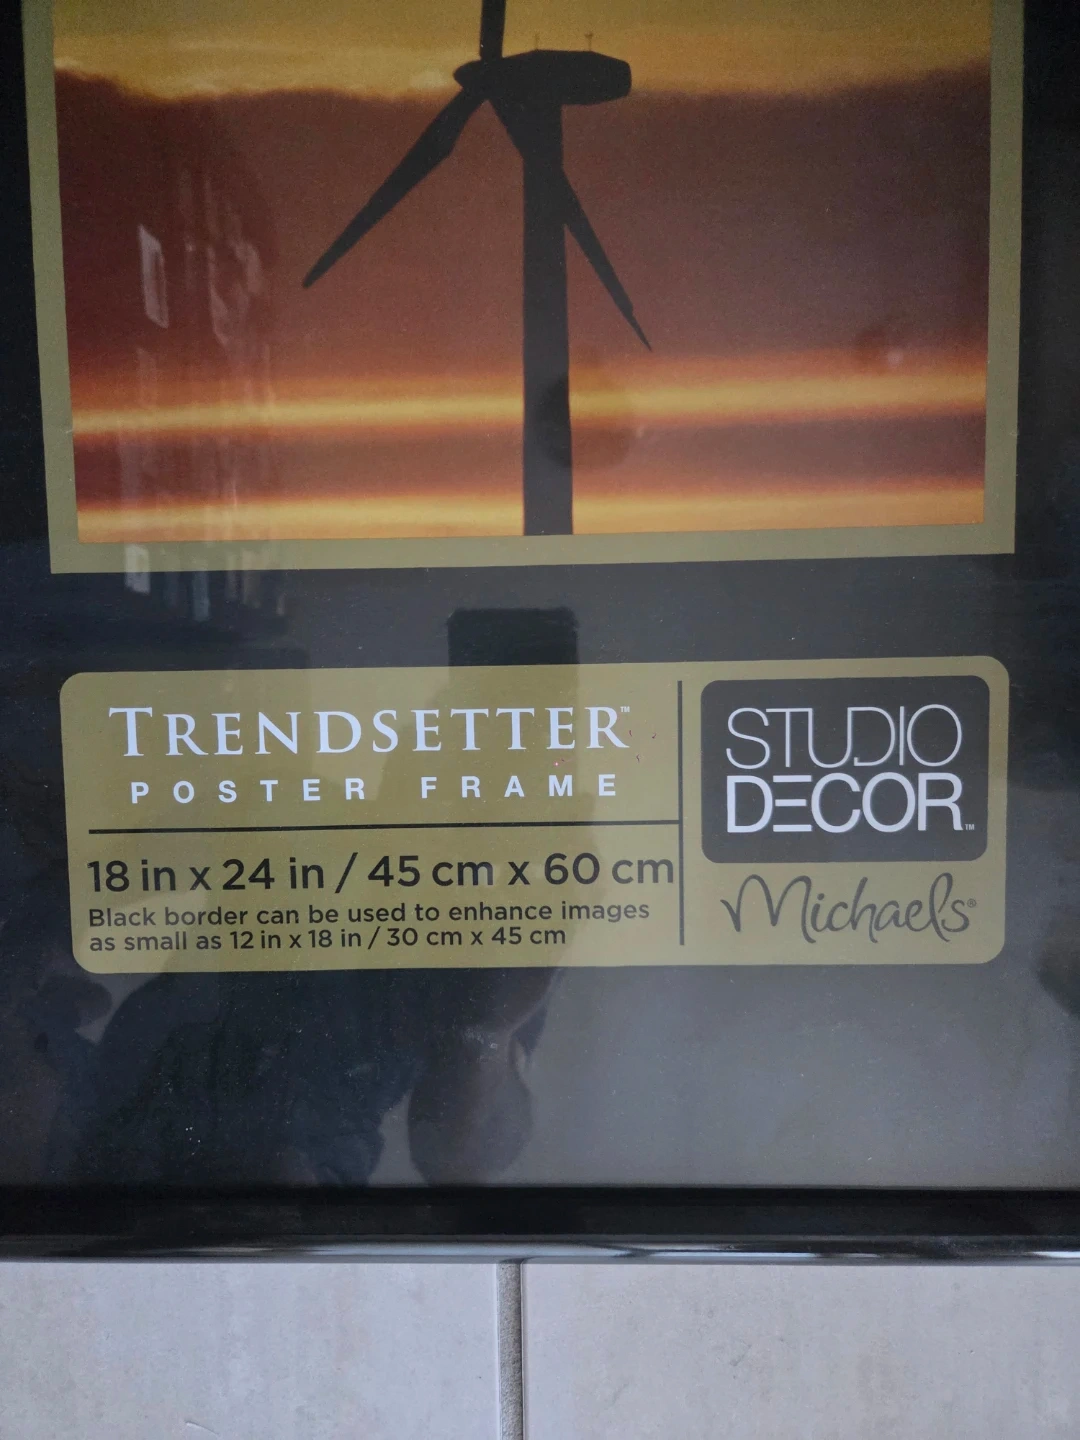 TRENDSETTER™
POSTER FRAME
18 in x 24 in / 45 cm x 60 cm
Black border can be used to enhance images
as small as 12 in x 18 in / 30 cm x 45 cm
STUDIO
DECOR™
Michaels®